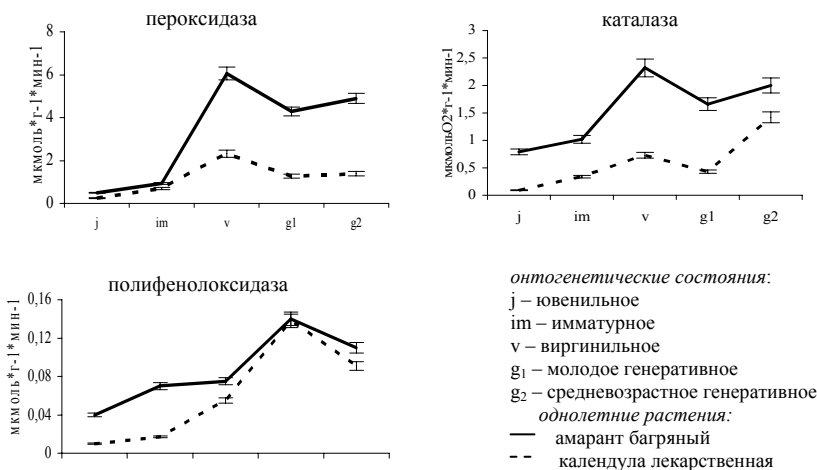 пероксидаза
мкмоль*г-1*мин-1
8
6
4
2
0
j im v g1 g2
каталаза
мкмольO2*г-1*мин-1
3
2,5
2
1,5
1
0,5
0
j im v g1 g2
полифенолоксидаза
мкмоль*г-1*мин-1
0,16
0,12
0,08
0,04
0
онтогенетические состояния:
j – ювенильное
im – имматурное
v – виргинильное
g1 – молодое генеративное
g2 – средневозрастное генеративное
однолетние растения:
амарант багряный
календула лекарственная